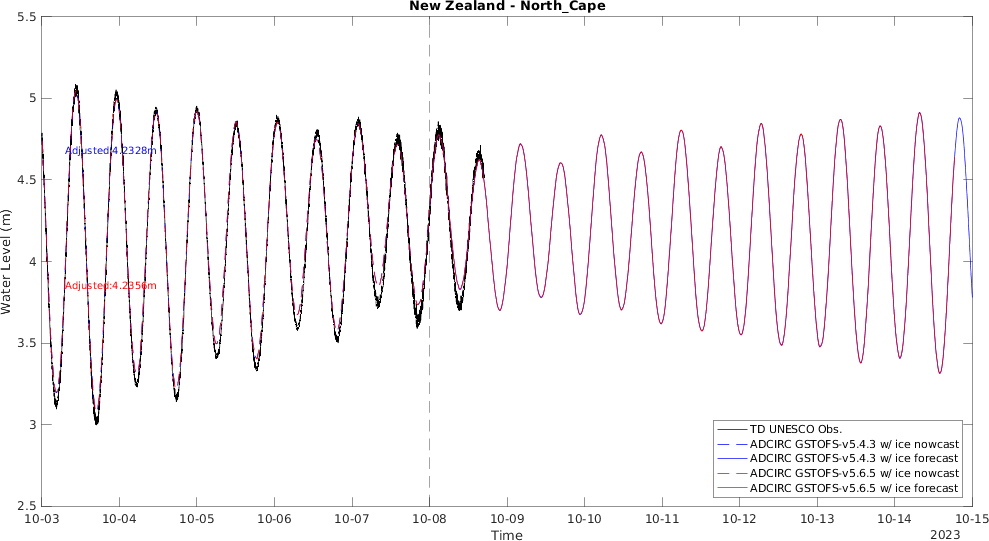 New Zealand - North_Cape
5.5
5
4.5
4
3.5
3
2.5
Water Level (m)
Adjusted:4.2328m
Adjusted:4.2356m
TD UNESCO Obs.
ADCIRC GSTOFS-v5.4.3 w/ ice nowcast
ADCIRC GSTOFS-v5.4.3 w/ ice forecast
ADCIRC GSTOFS-v5.6.5 w/ ice nowcast
ADCIRC GSTOFS-v5.6.5 w/ ice forecast
10-03 10-04 10-05 10-06 10-07 10-08 10-09 10-10 10-11 10-12 10-13 10-14 10-15
Time
2023